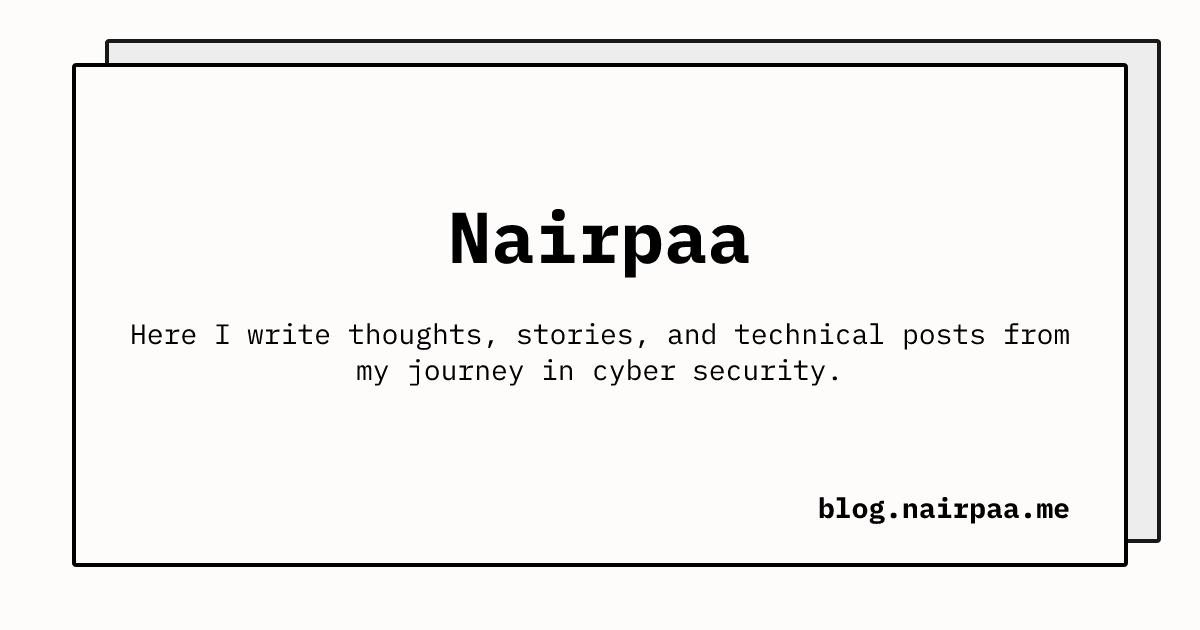 Nairpaa
Here I write thoughts, stories, and technical posts from
my journey in cyber security.
blog.nairpaa.me